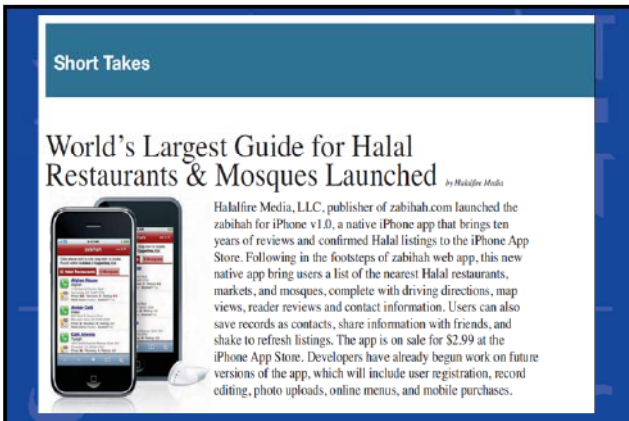 Short Takes
World's Largest Guide for Halal
Restaurants & Mosques Launched by Halalfire Media
Halalfire Media, LLC, publisher of zabihah.com launched the
zabihah for iPhone v1.0, a native iPhone app that brings ten
years of reviews and confirmed Halal listings to the iPhone App
Store. Following in the footsteps of zabihah web app, this new
native app bring users a list of the nearest Halal restaurants,
markets, and mosques, complete with driving directions, map
views, reader reviews and contact information. Users can also
save records as contacts, share information with friends, and
shake to refresh listings. The app is on sale for $2.99 at the
iPhone App Store. Developers have already begun work on future
versions of the app, which will include user registration, record
editing, photo uploads, online menus, and mobile purchases.
zabihah
Halal Restaurants